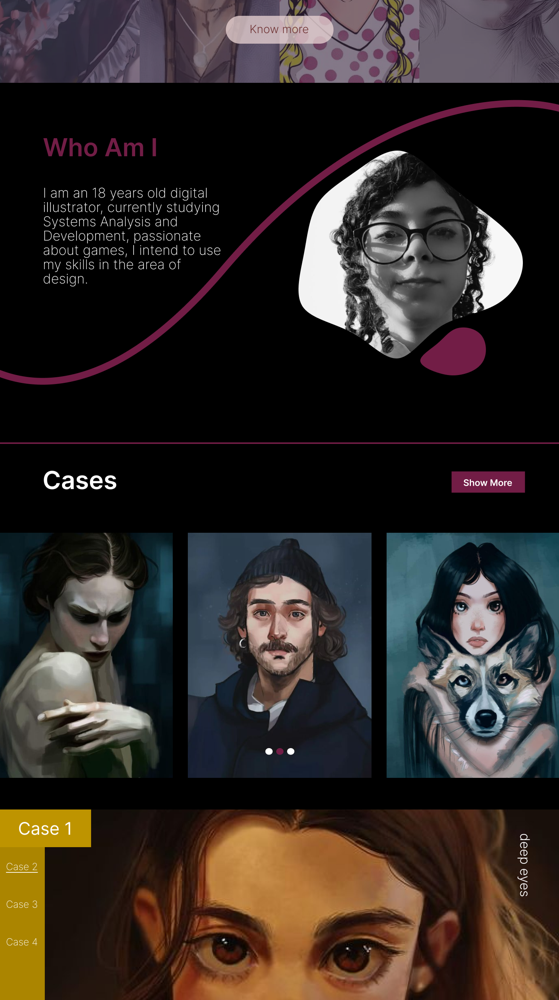 Know more
Who Am I
I am an 18 years old digital
illustrator, currently studying
Systems Analysis and
Development, passionate
about games, I intend to use
my skills in the area of
design.
Cases
Show More
Case 1
Case 2
Case 3
Case 4
deep eyes